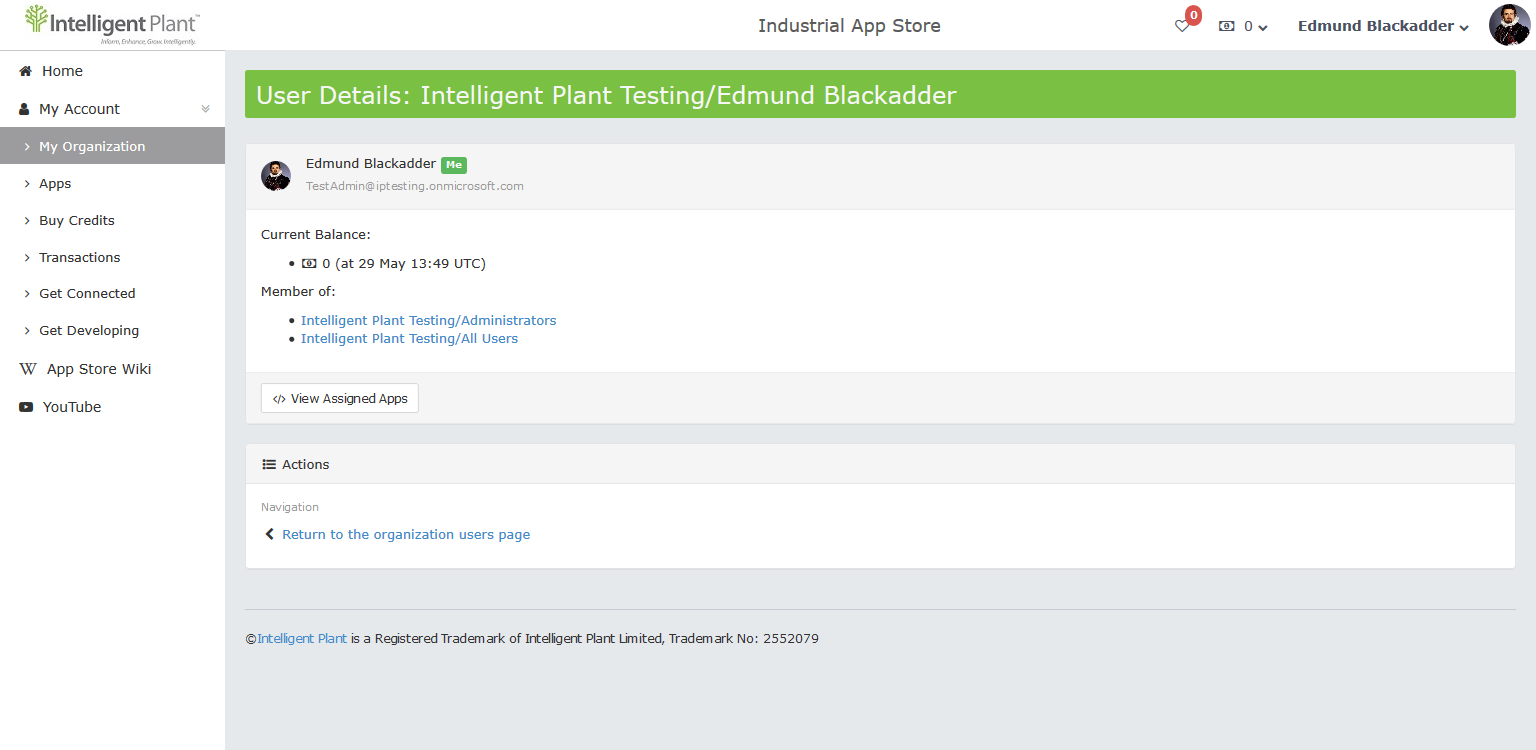 Intelligent Plant™
Inform, Enhance, Grow. Intelligently.
Industrial App Store
0
0
Edmund Blackadder
Home
My Account
My Organization
Apps
Buy Credits
Transactions
Get Connected
Get Developing
W App Store Wiki
YouTube
User Details: Intelligent Plant Testing/Edmund Blackadder
Edmund Blackadder Me
TestAdmin@iptesting.onmicrosoft.com
Current Balance:
• 0 (at 29 May 13:49 UTC)
Member of:
• Intelligent Plant Testing/Administrators
• Intelligent Plant Testing/All Users
</> View Assigned Apps
Actions
Navigation
Return to the organization users page
©Intelligent Plant is a Registered Trademark of Intelligent Plant Limited, Trademark No: 2552079